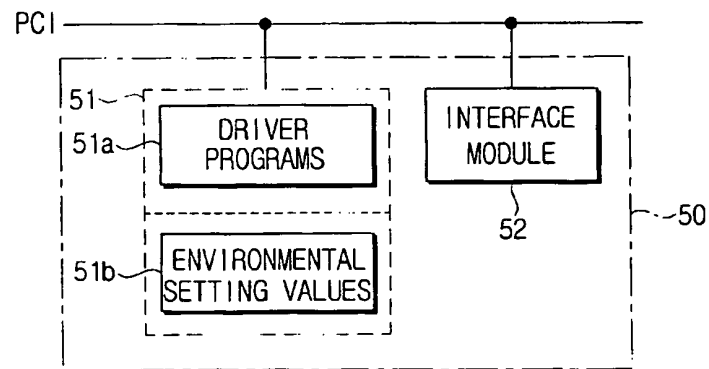 PCI
51
51a
DRIVER
PROGRAMS
INTERFACE
MODULE
52
50
51b
ENVIRONMENTAL
SETTING VALUES